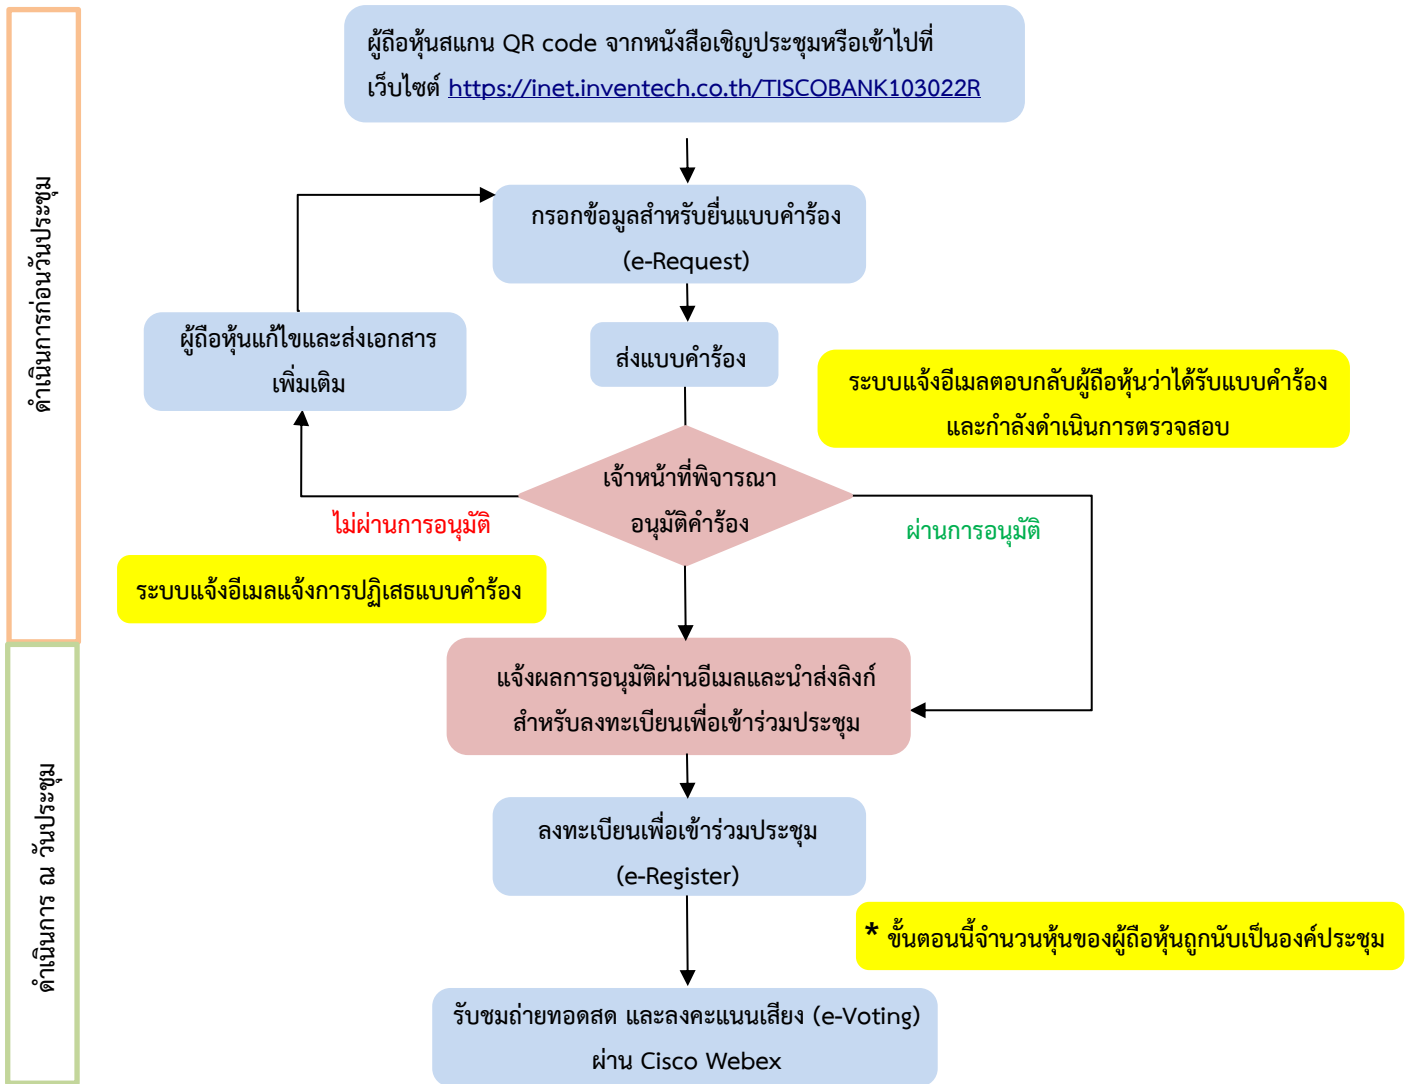 ผู้ถือหุ้นสแกน QR code จากหนังสือเชิญประชุมหรือเข้าไปที่
เว็บไซต์ https://inet.inventech.co.th/TISCOBANK103022R
ดำเนินการก่อนวันประชุม
กรอกข้อมูลสำหรับยื่นแบบคำร้อง
(e-Request)
ผู้ถือหุ้นแก้ไขและส่งเอกสาร
เพิ่มเติม
ส่งแบบคำร้อง
ระบบแจ้งอีเมลตอบกลับผู้ถือหุ้นว่าได้รับแบบคำร้อง
และกำลังดำเนินการตรวจสอบ
เจ้าหน้าที่พิจารณา
อนุมัติคำร้อง
ไม่ผ่านการอนุมัติ
ผ่านการอนุมัติ
ระบบแจ้งอีเมลแจ้งการปฏิเสธแบบคำร้อง
แจ้งผลการอนุมัติผ่านอีเมลและนำส่งลิงก์
สำหรับลงทะเบียนเพื่อเข้าร่วมประชุม
ดำเนินการ ณ วันประชุม
ลงทะเบียนเพื่อเข้าร่วมประชุม
(e-Register)
* ขั้นตอนนี้จำนวนหุ้นของผู้ถือหุ้นถูกนับเป็นองค์ประชุม
รับชมถ่ายทอดสด และลงคะแนนเสียง (e-Voting)
ผ่าน Cisco Webex